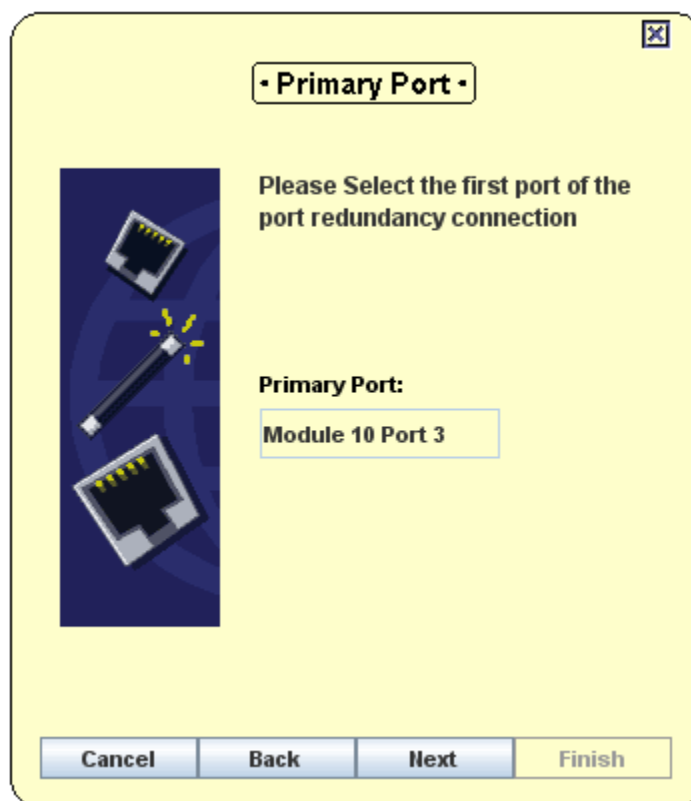 • Primary Port •
Please Select the first port of the
port redundancy connection
Primary Port:
Module 10 Port 3
Cancel
Back
Next
Finish